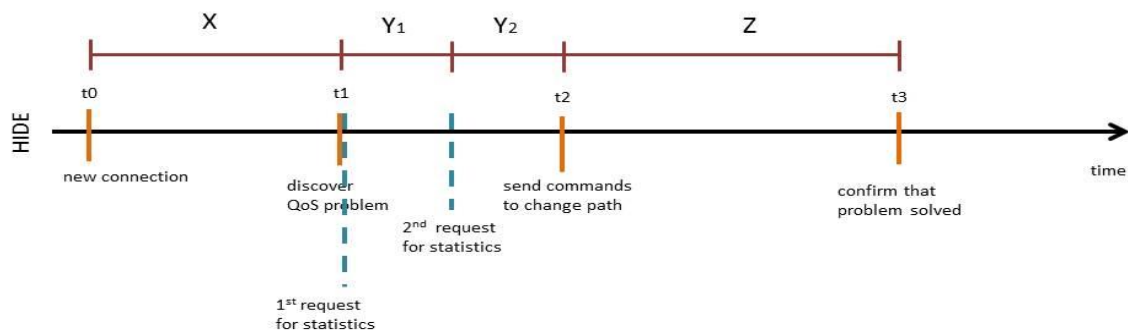 X
Y1
Y2
Z
t0
t1
t2
t3
HIDE
new connection
discover
QoS problem
send commands
to change path
confirm that
problem solved
time
2nd request
for statistics
1st request
for statistics